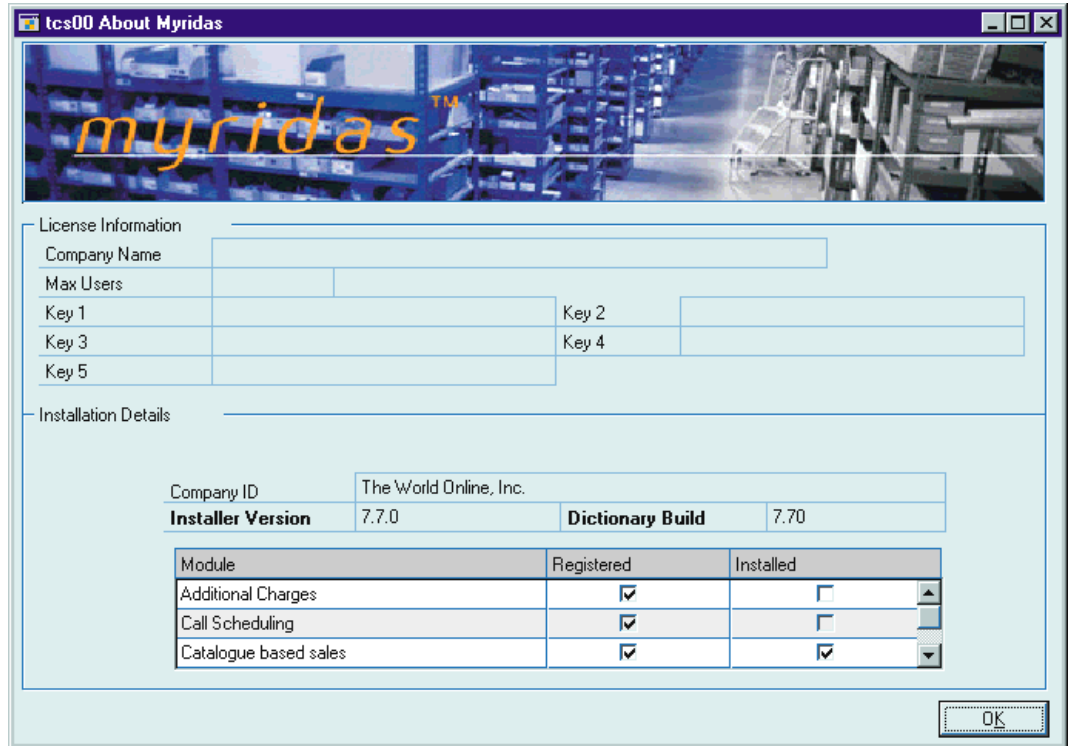 tcs00 About Myridas
myridas TM
License Information
Company Name
Max Users
Key 1 Key 2
Key 3 Key 4
Key 5
Installation Details
Company ID The World Online, Inc.
Installer Version 7.7.0 Dictionary Build 7.70
Module Registered Installed
Additional Charges
Call Scheduling
Catalogue based sales
OK